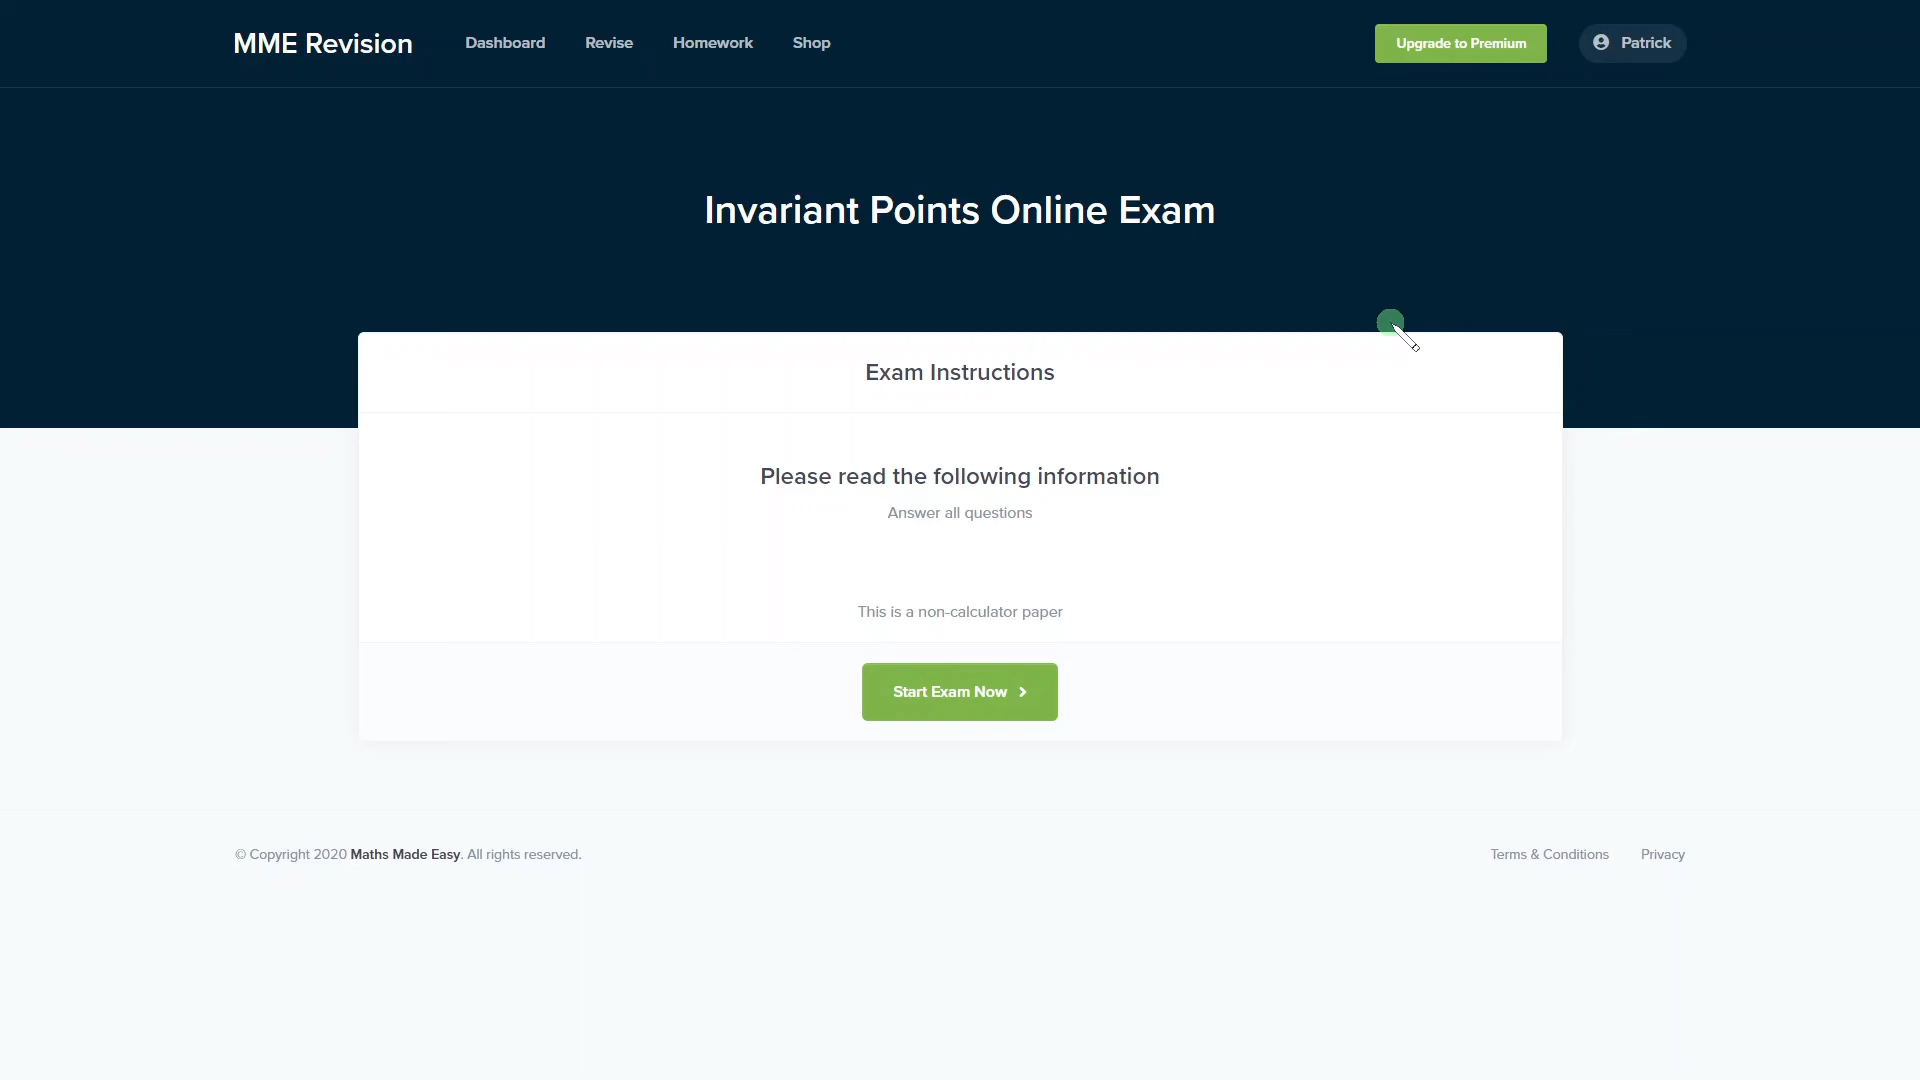 MME Revision
Dashboard
Revise
Homework
Shop
Upgrade to Premium
Patrick
Invariant Points Online Exam
Exam Instructions
Please read the following information
Answer all questions
This is a non-calculator paper
Start Exam Now
© Copyright 2020 Maths Made Easy. All rights reserved.
Terms & Conditions
Privacy